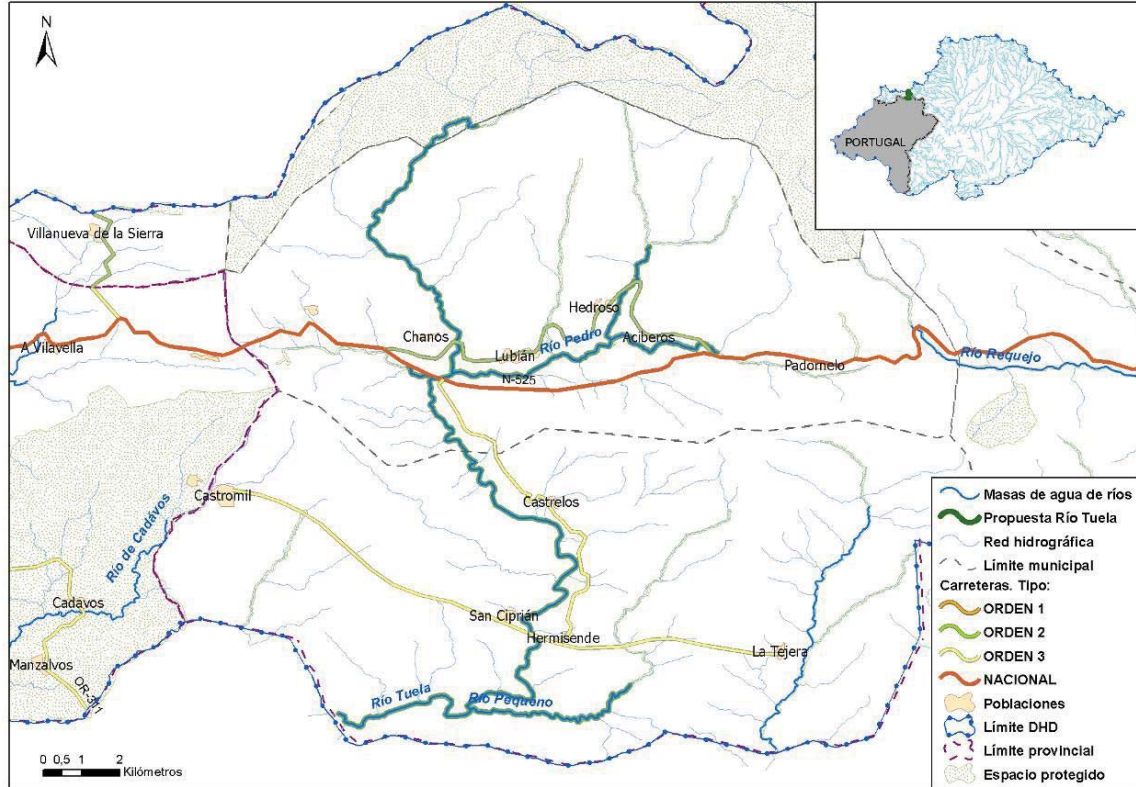 N
PORTUGAL
Villanueva de la Sierra
Hedroso
Chanos
Río Pedro
Aciberos
A Vilavella
Lubián
Río Requejo
N-525
Padornelo
Castromil
Castrelos
Río de Cadávos
Cadavos
San Ciprián
Hermisende
La Tejera
Manzalvos
Río Tuela
Río Pequeno
0 0,5 1 2
Kilómetros
Masas de agua de ríos
Propuesta Río Tuela
Red hidrográfica
Límite municipal
Carreteras. Tipo:
ORDEN 1
ORDEN 2
ORDEN 3
NACIONAL
Poblaciones
Límite DHD
Límite provincial
Espacio protegido